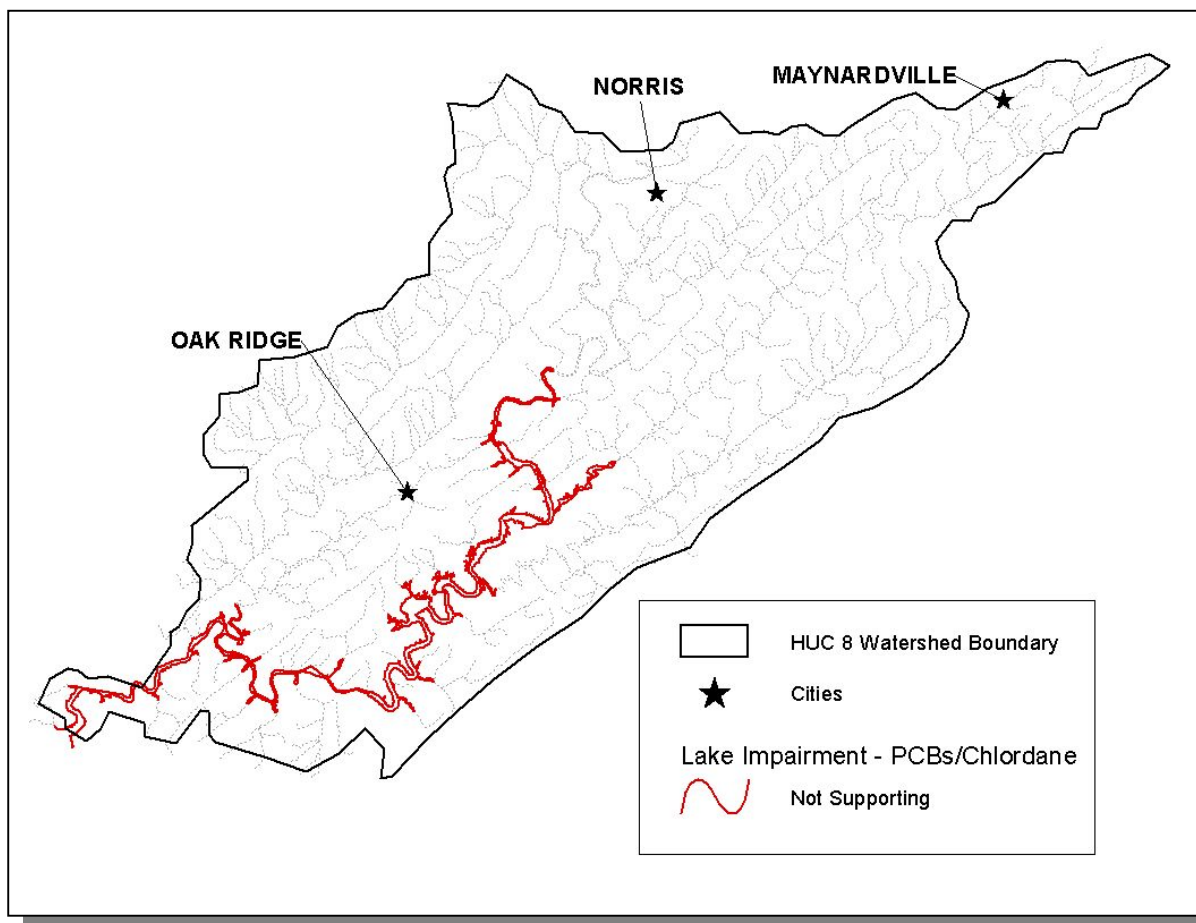 MAYNARDVILLE
NORRIS
OAK RIDGE
HUC 8 Watershed Boundary
Cities
Lake Impairment - PCBs/Chlordane
Not Supporting